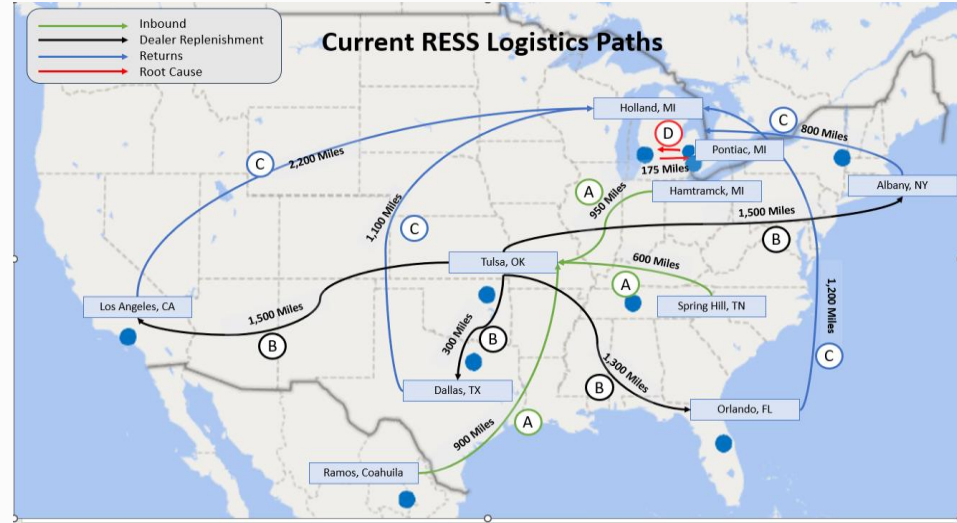 Inbound
Dealer Replenishment
Returns
Root Cause
Current RESS Logistics Paths
Holland, MI
C
800 Miles
D
Pontiac, MI
175 Miles
C
2,200 Miles
A
950 Miles
Hamtramck, MI
Albany, NY
1,100 Miles
C
1,500 Miles
B
Tulsa, OK
600 Miles
A
Spring Hill, TN
1,200 Miles
C
Los Angeles, CA
1,500 Miles
B
300 Miles
B
1,300 Miles
B
Dallas, TX
Orlando, FL
900 Miles
A
Ramos, Coahuila